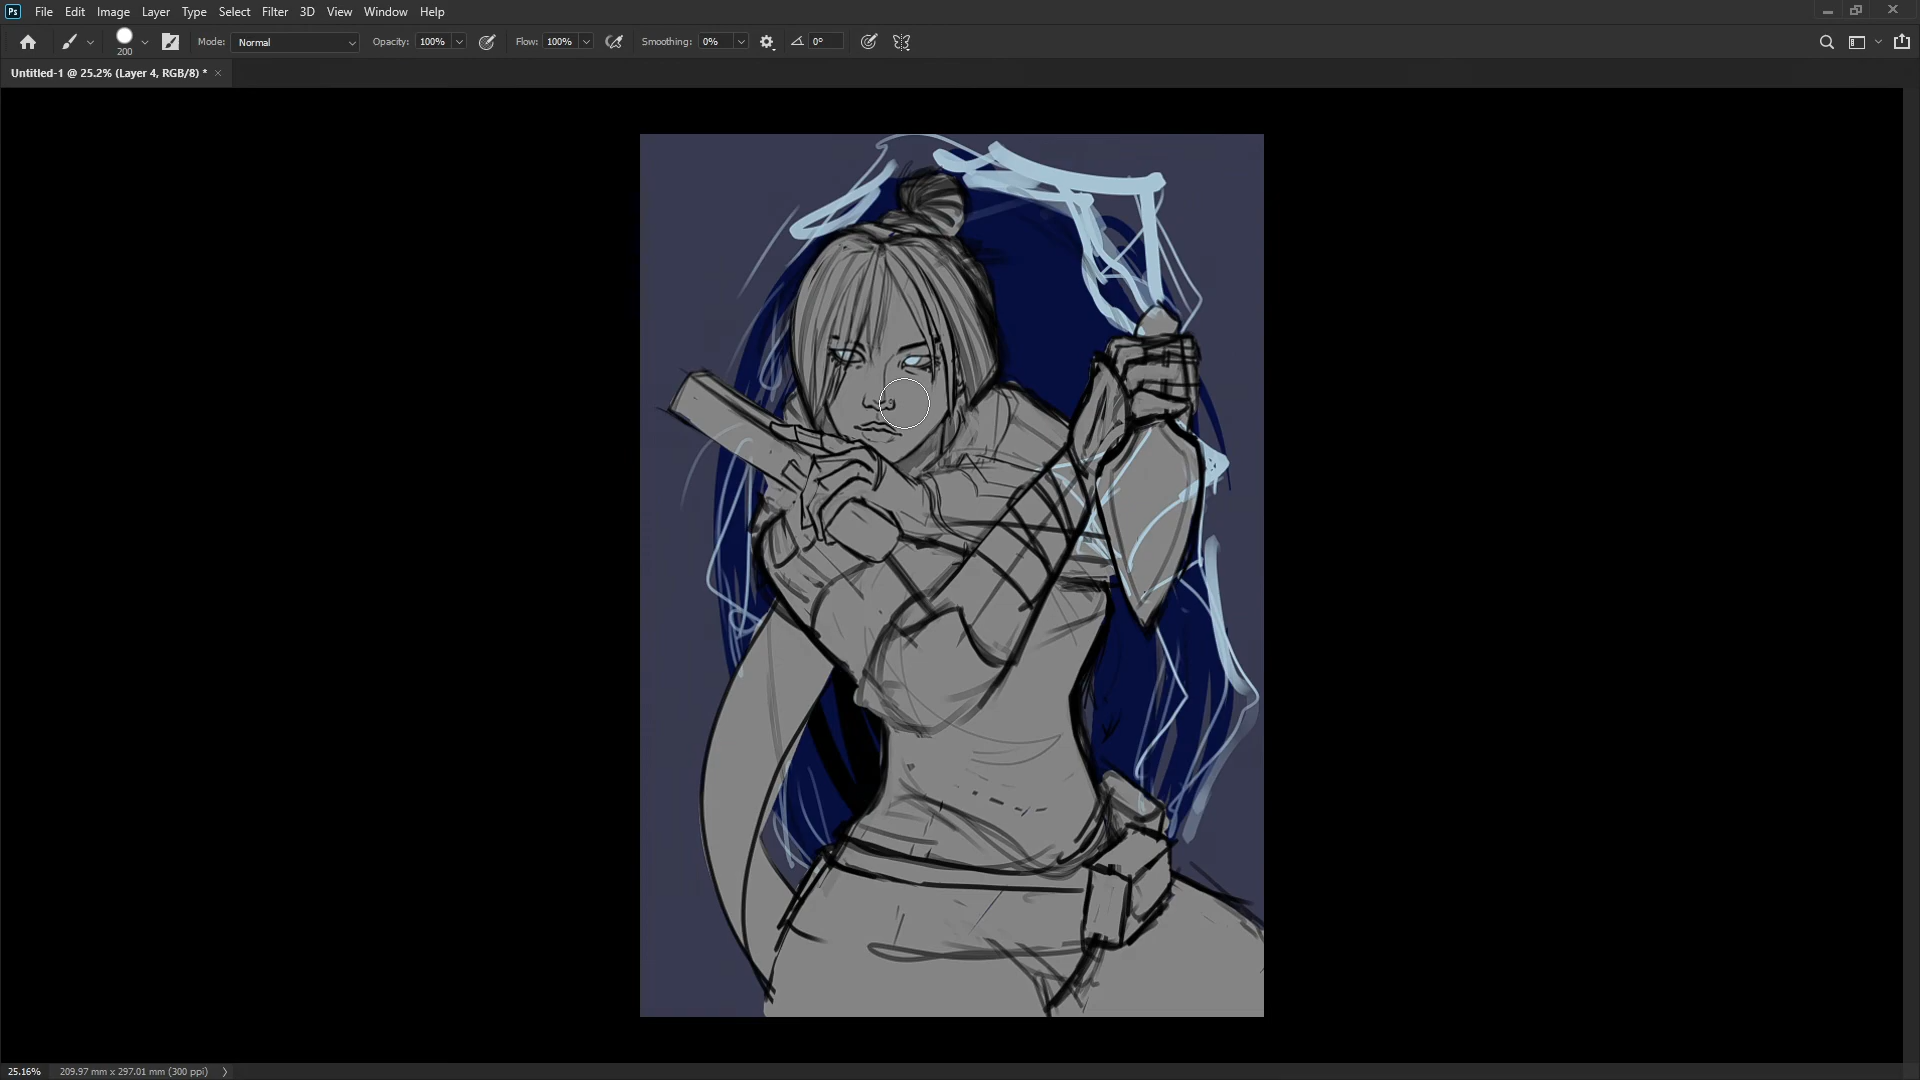 Ps File Edit Image Layer Type Select Filter 3D View Window Help
200 Mode: Normal Opacity: 100% Flow: 100% Smoothing: 0% 0°
Untitled-1 @ 25.2% (Layer 4, RGB/8) * ×
25.16% 209.97 mm x 297.01 mm (300 ppi)